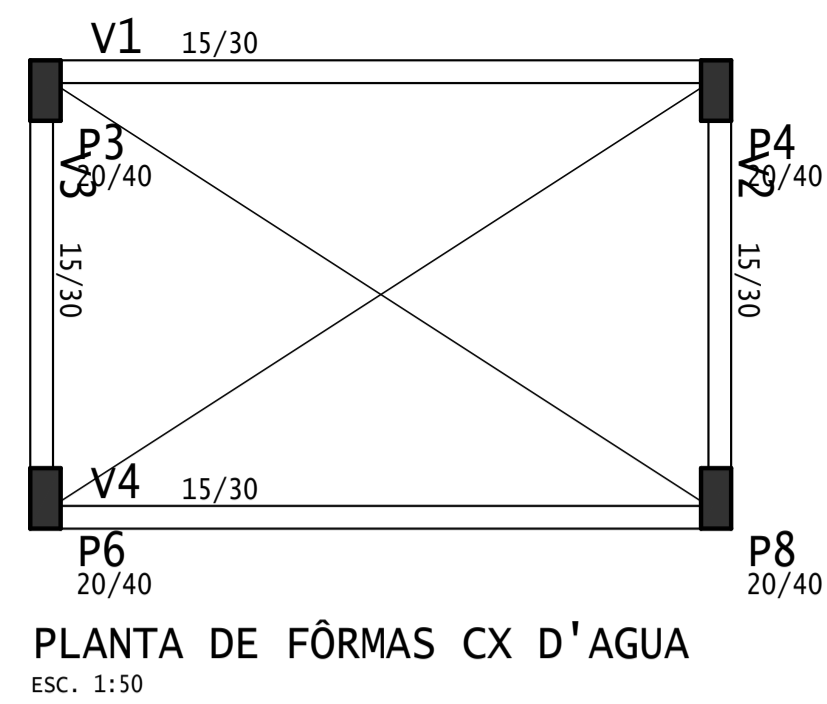 V1 15/30
P3
20/40
P4
20/40
V3
15/30
V2
15/30
V4 15/30
P6
20/40
P8
20/40
PLANTA DE FÔRMAS CX D'AGUA
ESC. 1:50